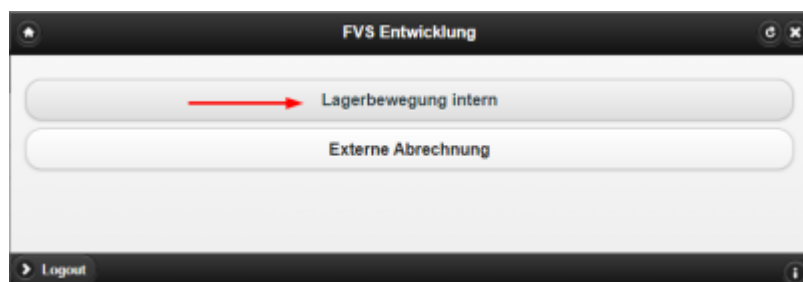 FVS Entwicklung
Lagerbewegung intern
Externe Abrechnung
Logout